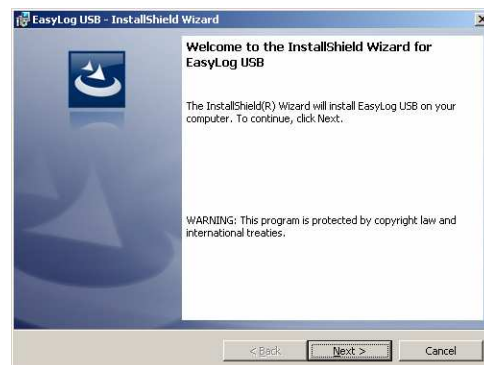 EasyLog USB - InstallShield Wizard
Welcome to the InstallShield Wizard for
EasyLog USB
The InstallShield(R) Wizard will install EasyLog USB on your
computer. To continue, click Next.
WARNING: This program is protected by copyright law and
international treaties.
< Back
Next >
Cancel